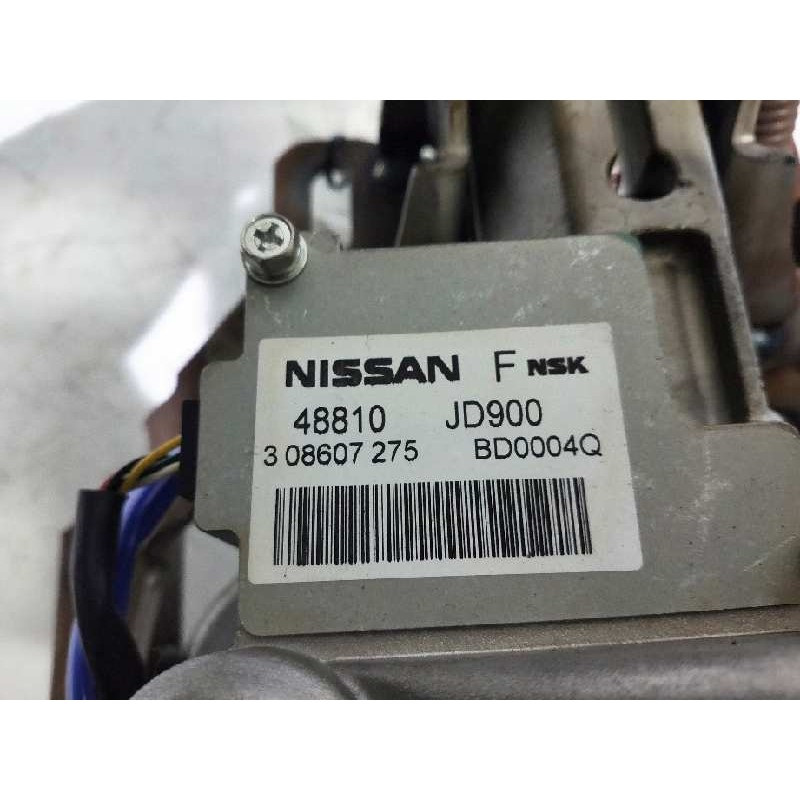 NISSAN F NSK
48810 JD900
3 08607 275 BD0004Q